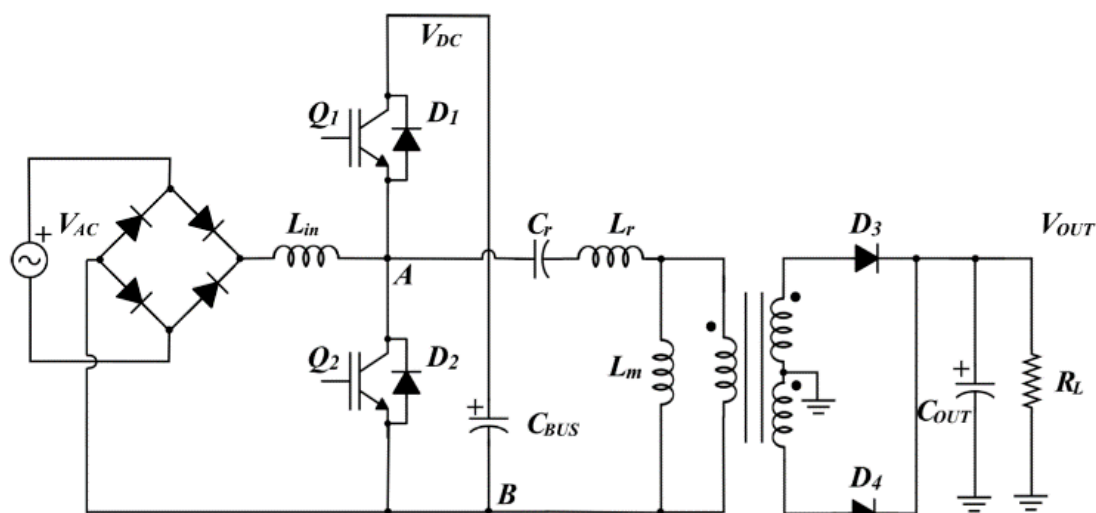 V_DC
Q_1
D_1
V_AC
+
L_in
C_r
L_r
D_3
V_OUT
A
Q_2
D_2
L_m
+
C_BUS
+
C_OUT
R_L
B
D_4